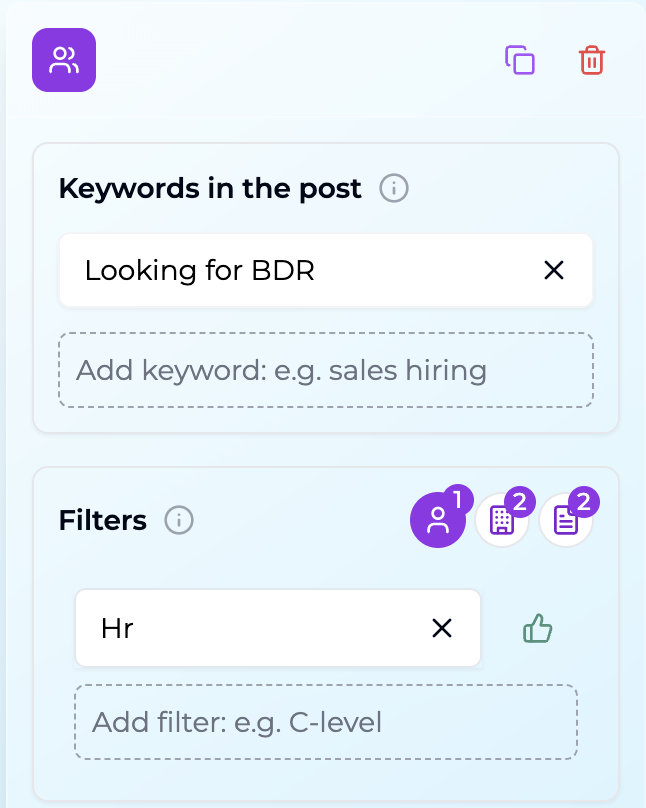 Keywords in the post
Looking for BDR
Add keyword: e.g. sales hiring
Filters 1 2 2
Hr
Add filter: e.g. C-level